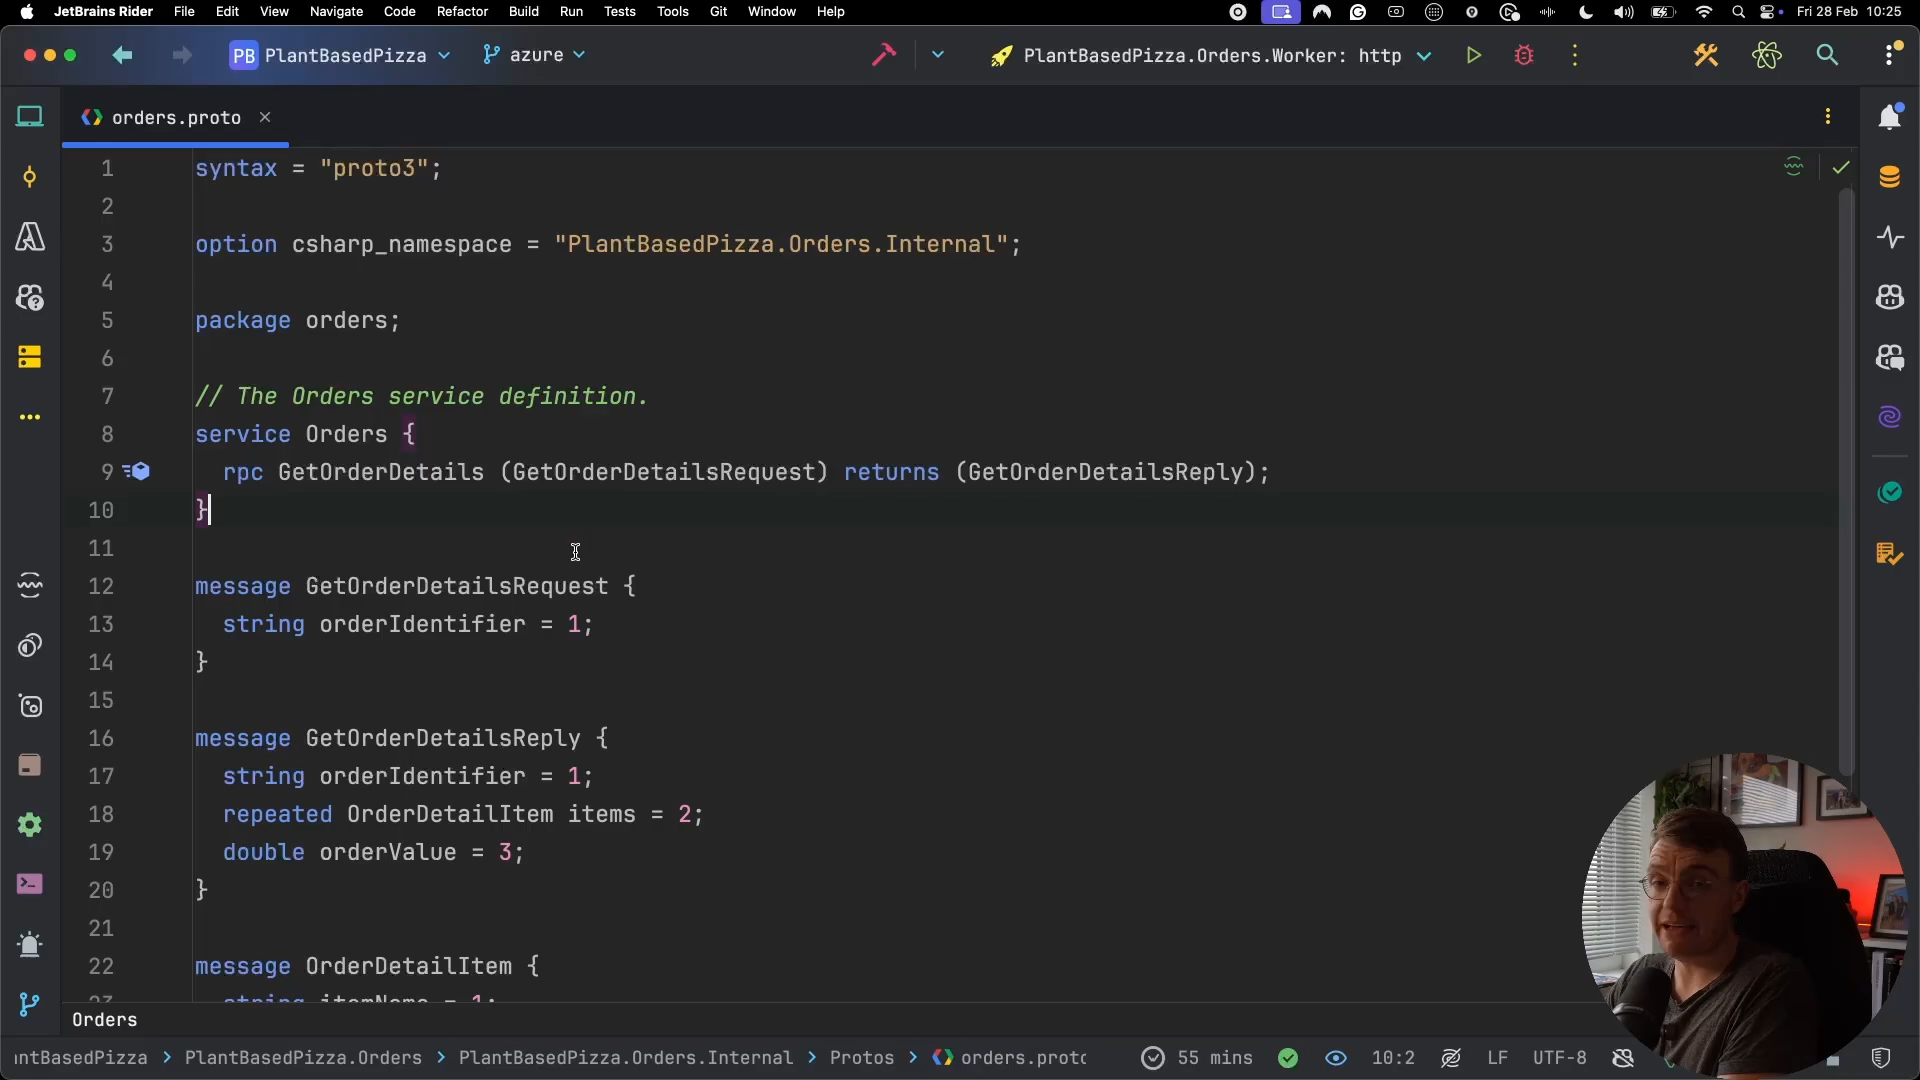 JetBrains Rider File Edit View Navigate Code Refactor Build Run Tests Tools Git Window Help Fri 28 Feb 10:25
PB PlantBasedPizza azure PlantBasedPizza.Orders.Worker: http
orders.proto
1 syntax = "proto3";
2
3 option csharp_namespace = "PlantBasedPizza.Orders.Internal";
4
5 package orders;
6
7 // The Orders service definition.
8 service Orders {
9 rpc GetOrderDetails (GetOrderDetailsRequest) returns (GetOrderDetailsReply);
10 }
11
12 message GetOrderDetailsRequest {
13 string orderIdentifier = 1;
14 }
15
16 message GetOrderDetailsReply {
17 string orderIdentifier = 1;
18 repeated OrderDetailItem items = 2;
19 double orderValue = 3;
20 }
21
22 message OrderDetailItem {
23 string itemName = 1;
Orders
ntBasedPizza > PlantBasedPizza.Orders > PlantBasedPizza.Orders.Internal > Protos > orders.proto 55 mins 10:2 LF UTF-8